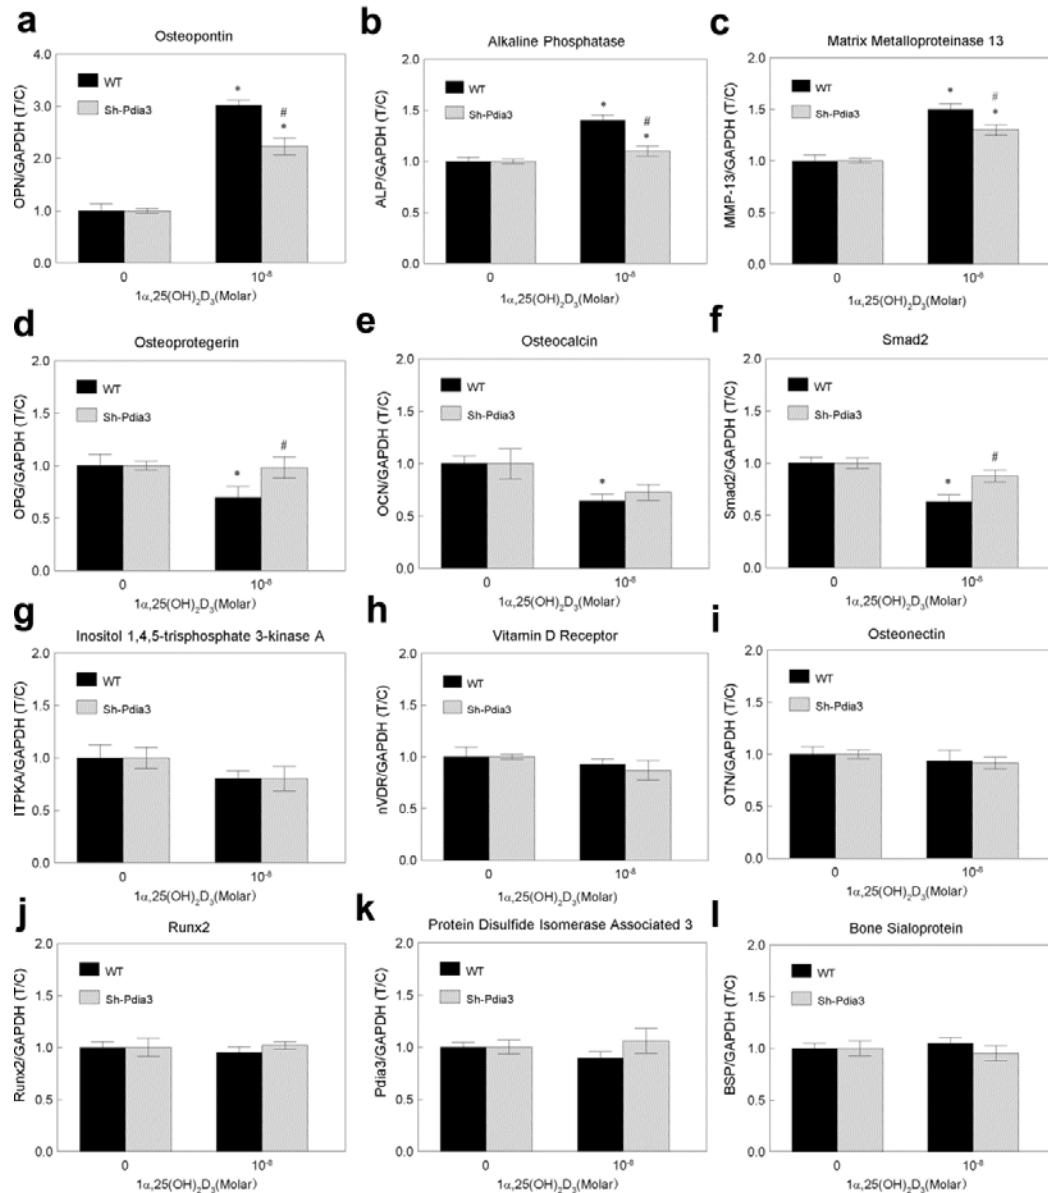 a
Osteopontin
4.0
3.0
2.0
1.0
0.0
OPN/GAPDH (T/C)
WT
Sh-Pdia3
*
#
*
0
10⁻⁸
1α,25(OH)₂D₃(Molar)
b
Alkaline Phosphatase
2.0
1.5
1.0
0.5
0.0
ALP/GAPDH (T/C)
WT
Sh-Pdia3
*
#
*
0
10⁻⁸
1α,25(OH)₂D₃(Molar)
c
Matrix Metalloproteinase 13
2.0
1.5
1.0
0.5
0.0
MMP-13/GAPDH (T/C)
WT
Sh-Pdia3
*
#
*
0
10⁻⁸
1α,25(OH)₂D₃(Molar)
d
Osteoprotegerin
2.0
1.5
1.0
0.5
0.0
OPG/GAPDH (T/C)
WT
Sh-Pdia3
*
#
0
10⁻⁸
1α,25(OH)₂D₃(Molar)
e
Osteocalcin
2.0
1.5
1.0
0.5
0.0
OCN/GAPDH (T/C)
WT
Sh-Pdia3
*
0
10⁻⁸
1α,25(OH)₂D₃(Molar)
f
Smad2
2.0
1.5
1.0
0.5
0.0
Smad2/GAPDH (T/C)
WT
Sh-Pdia3
*
#
0
10⁻⁸
1α,25(OH)₂D₃(Molar)
g
Inositol 1,4,5-trisphosphate 3-kinase A
2.0
1.5
1.0
0.5
0.0
ITPKA/GAPDH (T/C)
WT
Sh-Pdia3
0
10⁻⁸
1α,25(OH)₂D₃(Molar)
h
Vitamin D Receptor
2.0
1.5
1.0
0.5
0.0
nVDR/GAPDH (T/C)
WT
Sh-Pdia3
0
10⁻⁸
1α,25(OH)₂D₃(Molar)
i
Osteonectin
2.0
1.5
1.0
0.5
0.0
OTN/GAPDH (T/C)
WT
Sh-Pdia3
0
10⁻⁸
1α,25(OH)₂D₃(Molar)
j
Runx2
2.0
1.5
1.0
0.5
0.0
Runx2/GAPDH (T/C)
WT
Sh-Pdia3
0
10⁻⁸
1α,25(OH)₂D₃(Molar)
k
Protein Disulfide Isomerase Associated 3
2.0
1.5
1.0
0.5
0.0
Pdia3/GAPDH (T/C)
WT
Sh-Pdia3
0
10⁻⁸
1α,25(OH)₂D₃(Molar)
l
Bone Sialoprotein
2.0
1.5
1.0
0.5
0.0
BSP/GAPDH (T/C)
WT
Sh-Pdia3
0
10⁻⁸
1α,25(OH)₂D₃(Molar)